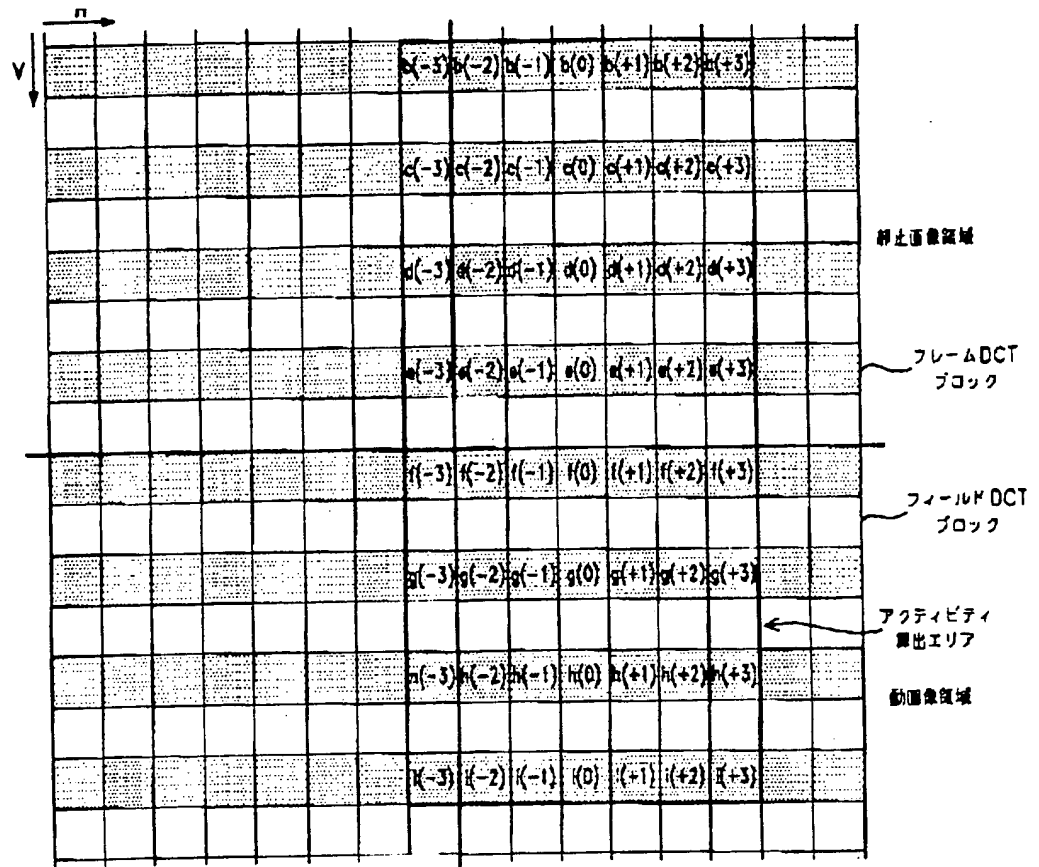 V
b(-3) b(-2) b(-1) b(0) b(+1) b(+2) b(+3)
c(-3) c(-2) c(-1) c(0) c(+1) c(+2) c(+3)
静止画像領域
d(-3) d(-2) d(-1) d(0) d(+1) d(+2) d(+3)
フレームDCT
ブロック
e(-3) e(-2) e(-1) e(0) e(+1) e(+2) e(+3)
f(-3) f(-2) f(-1) f(0) f(+1) f(+2) f(+3)
フィールドDCT
ブロック
g(-3) g(-2) g(-1) g(0) g(+1) g(+2) g(+3)
アクティビティ
算出エリア
h(-3) h(-2) h(-1) h(0) h(+1) h(+2) h(+3)
動画像領域
i(-3) i(-2) i(-1) i(0) i(+1) i(+2) i(+3)